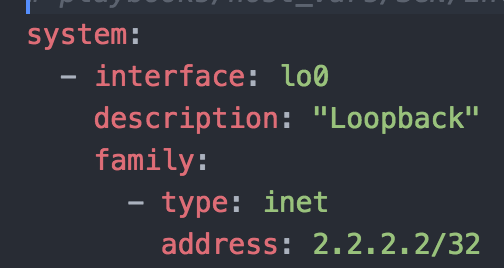 system:
  - interface: lo0
    description: "Loopback"
    family:
      - type: inet
        address: 2.2.2.2/32